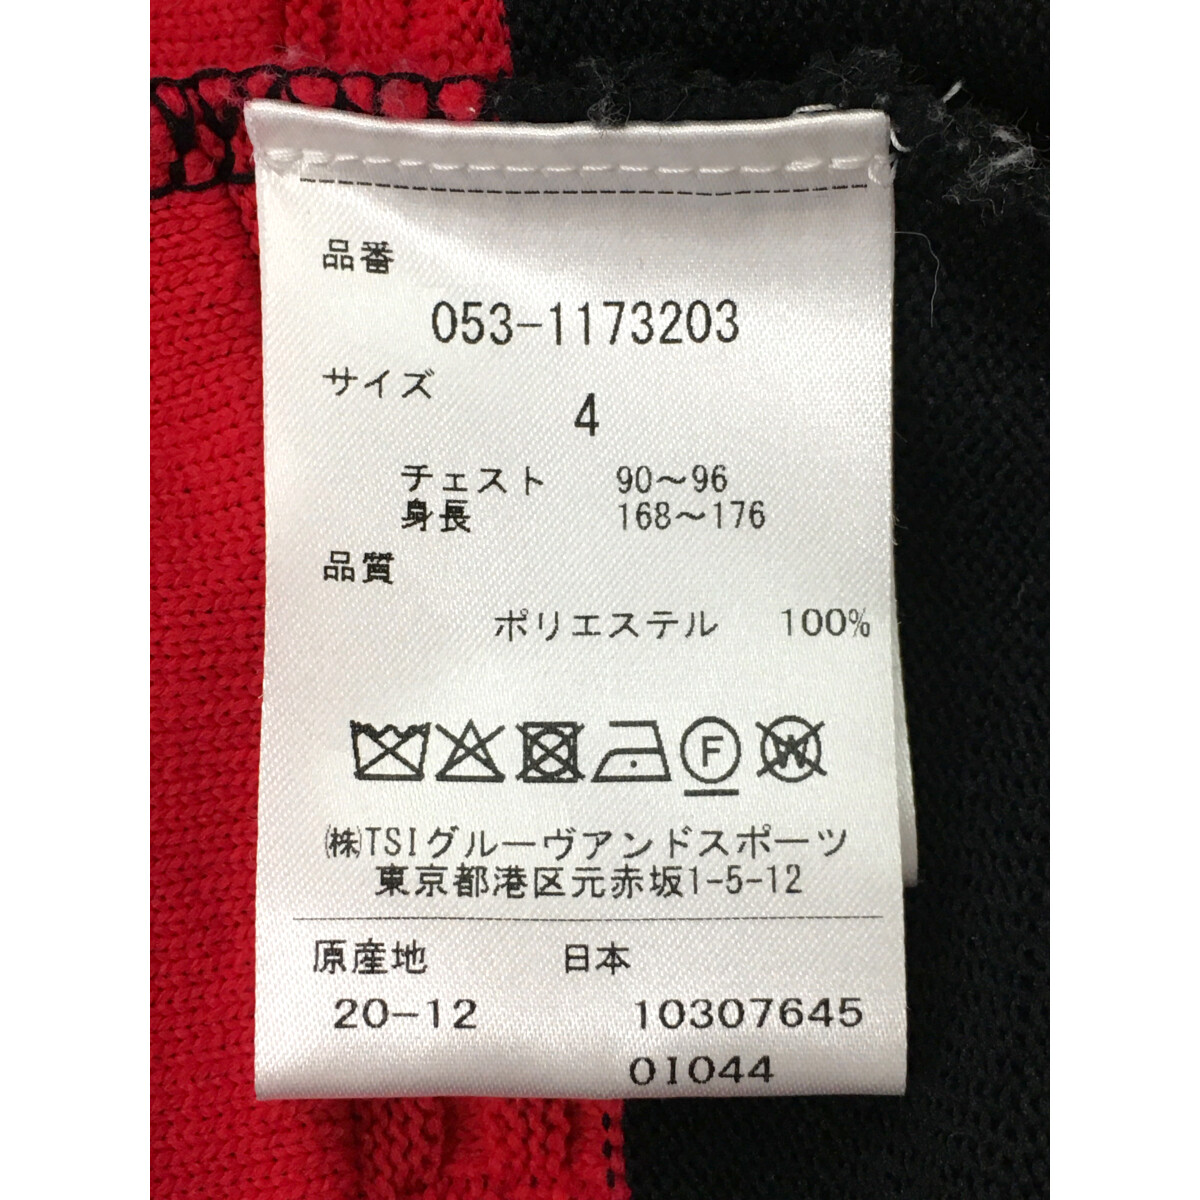 品番
053-1173203
サイズ
4
チェスト 90〜96
身長 168〜176
品質
ポリエステル 100%
F W
㈱TSIグルーヴアンドスポーツ
東京都港区元赤坂1-5-12
原産地 日本
20-12 10307645
01044